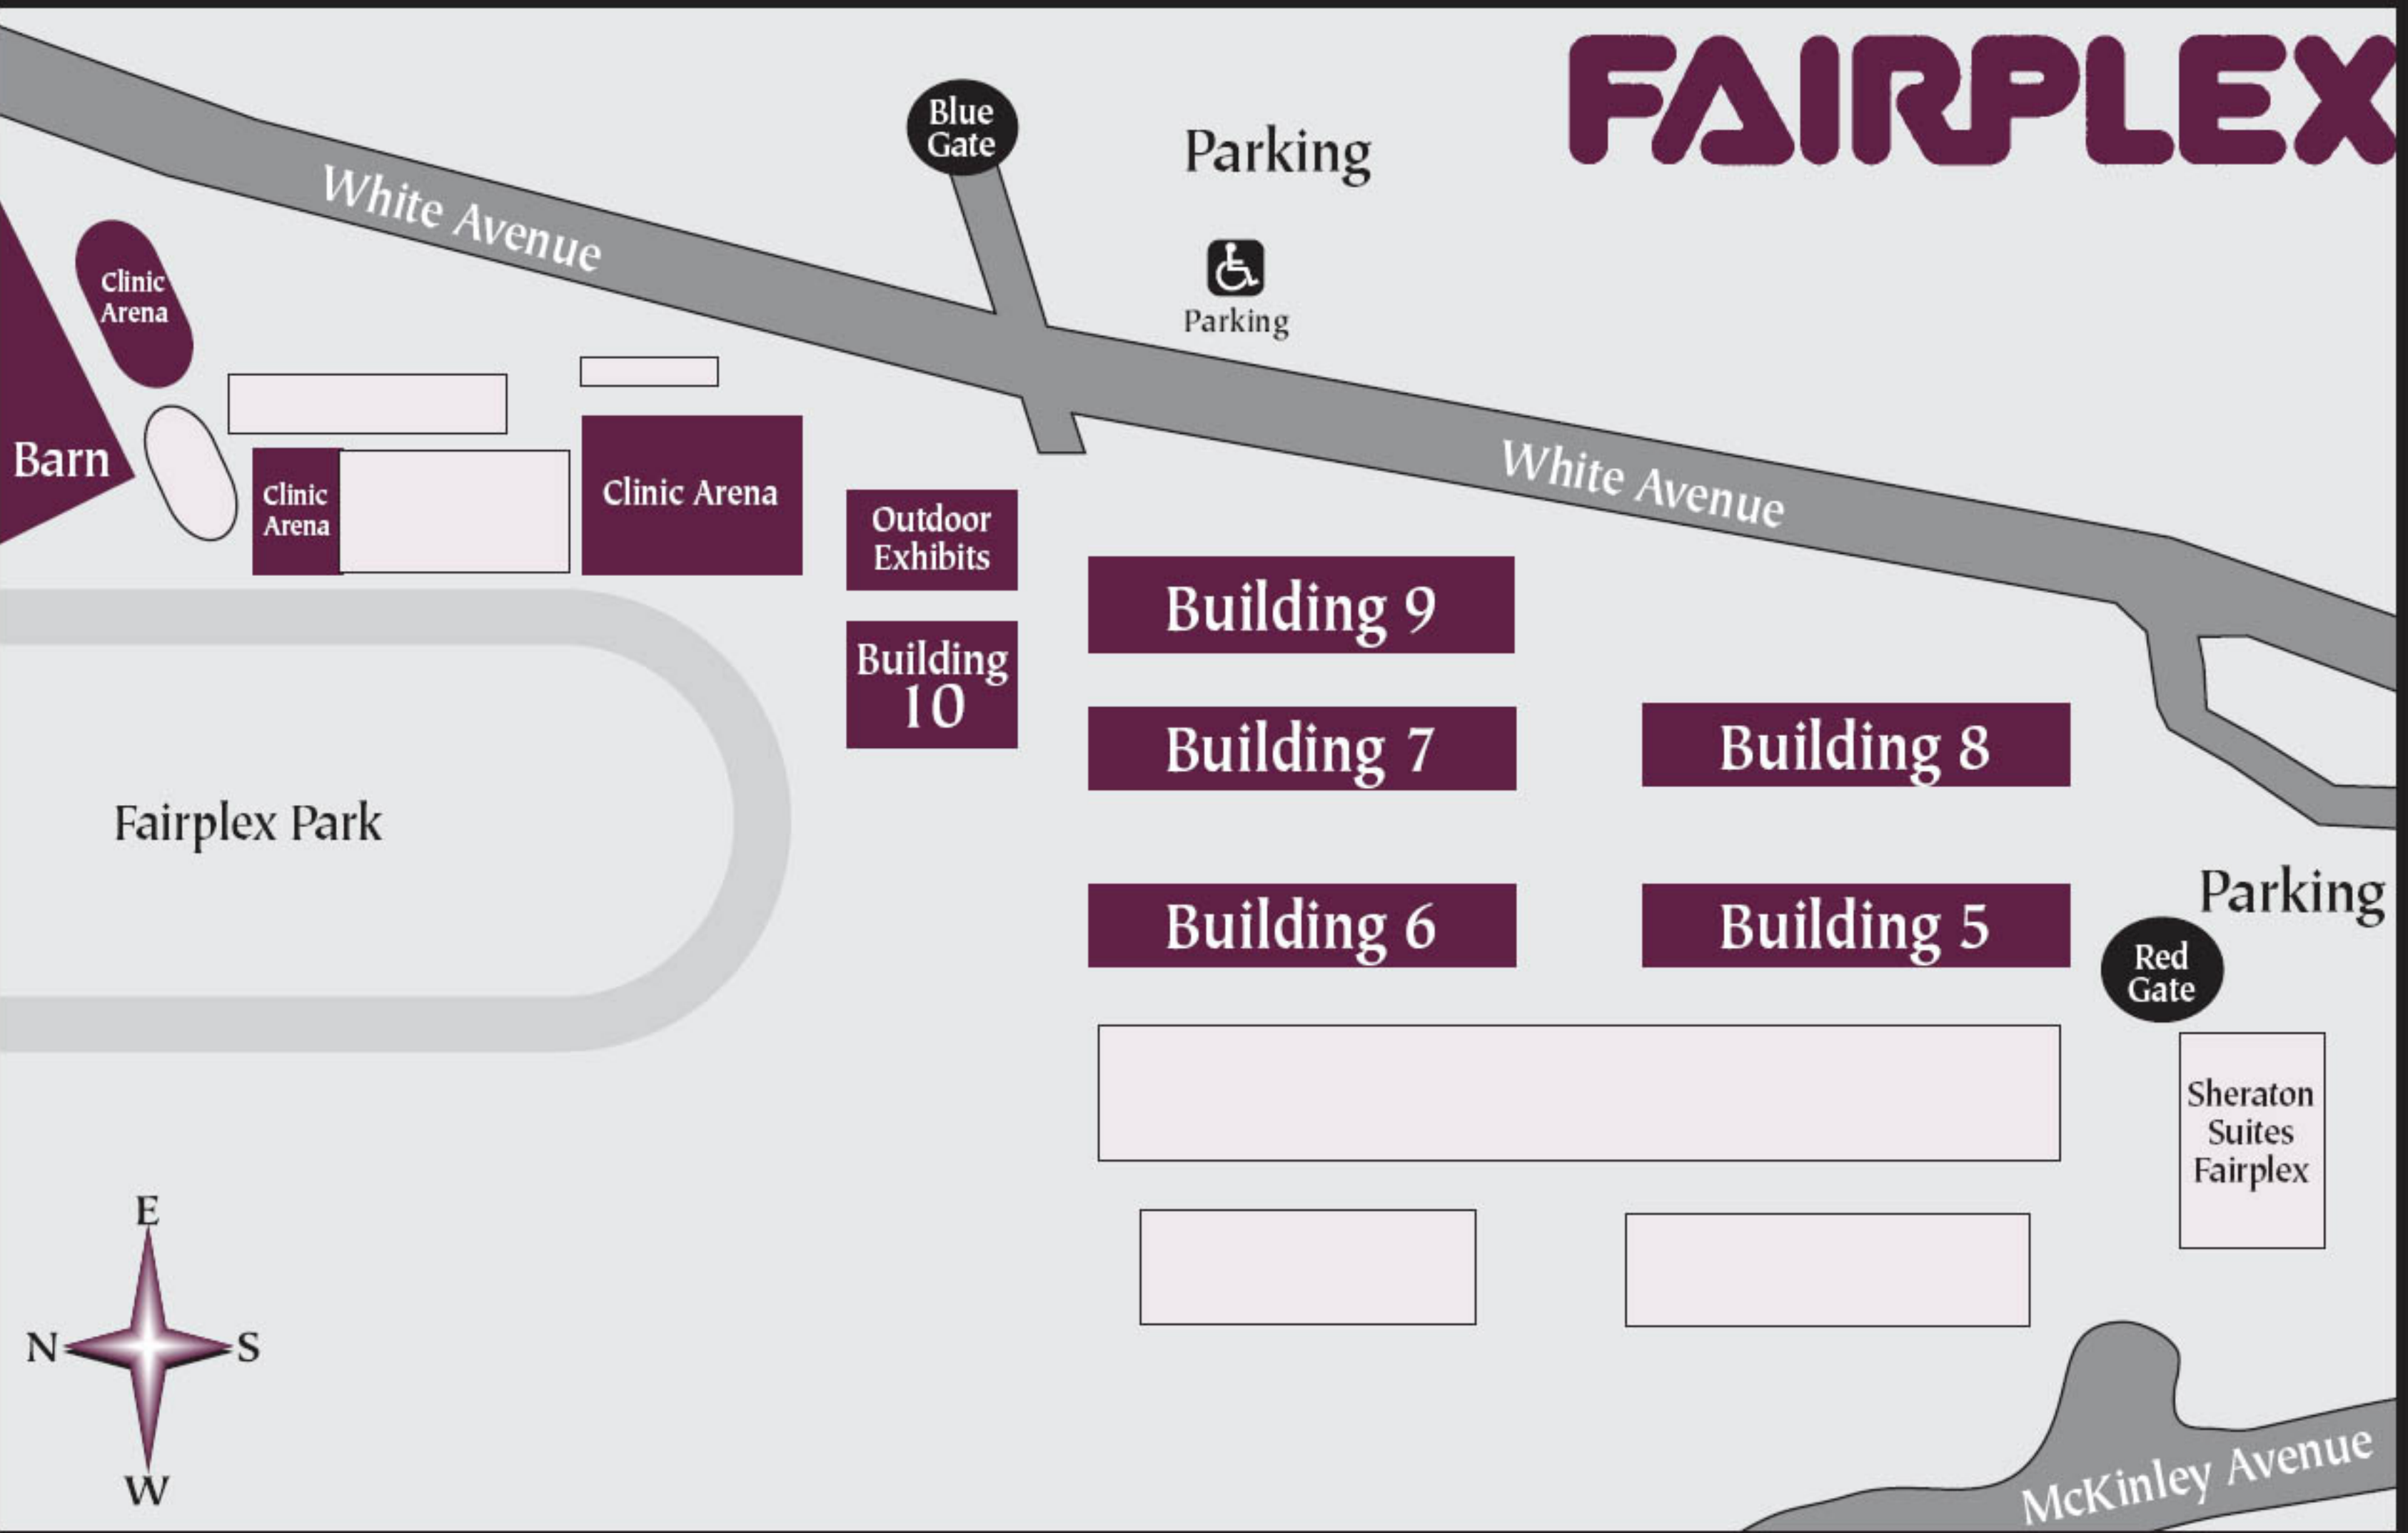 FAIRPLEX
Blue
Gate
Parking
White Avenue
Parking
Clinic
Arena
Barn
Clinic
Arena
Clinic Arena
Outdoor
Exhibits
White Avenue
Building 9
Building
10
Building 7
Building 8
Fairplex Park
Building 6
Building 5
Parking
Red
Gate
Sheraton
Suites
Fairplex
E
N
S
W
McKinley Avenue